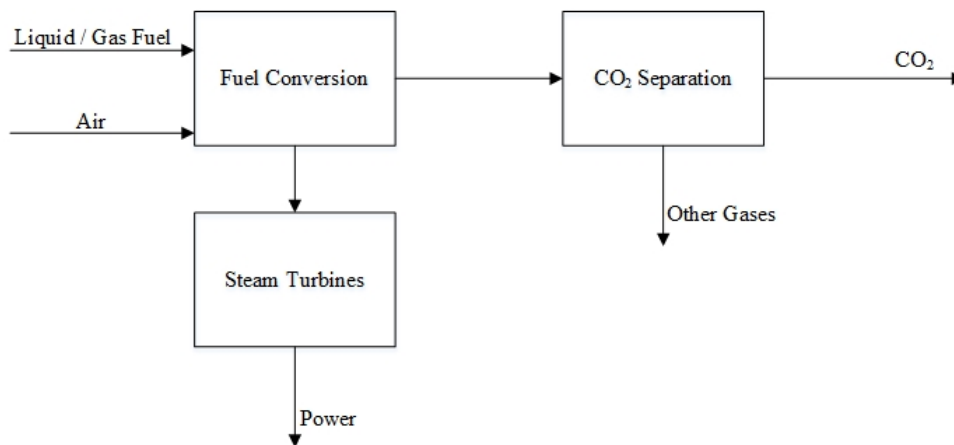 Liquid / Gas Fuel
Fuel Conversion
CO₂ Separation
CO₂
Air
Other Gases
Steam Turbines
Power